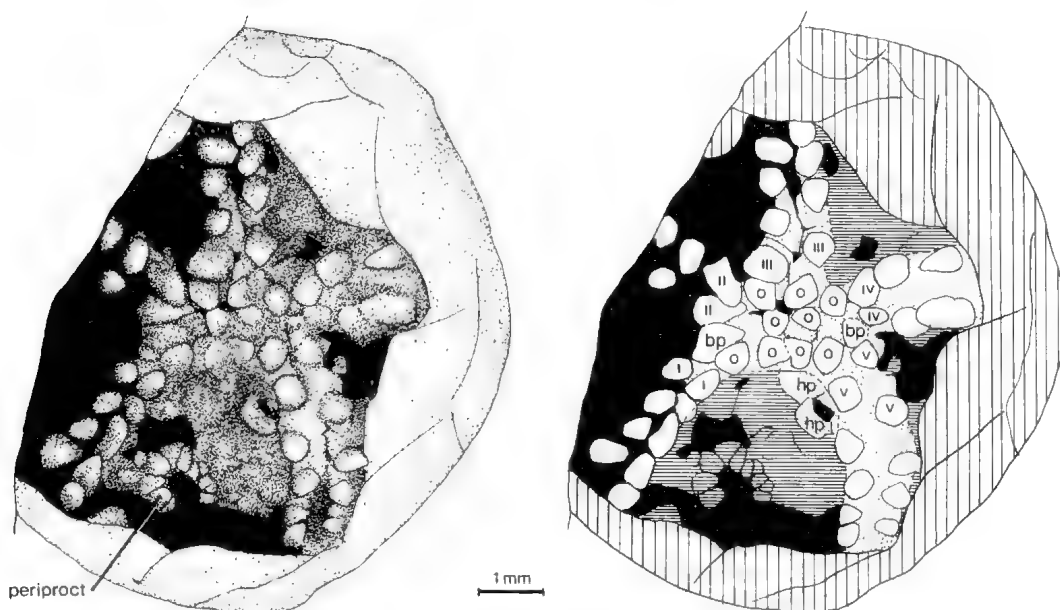 III
III
II
IV
O O O
II
O O
IV
bp
bp
O O O O
V
I
I
hp
V
V
hp
periproct
1 mm